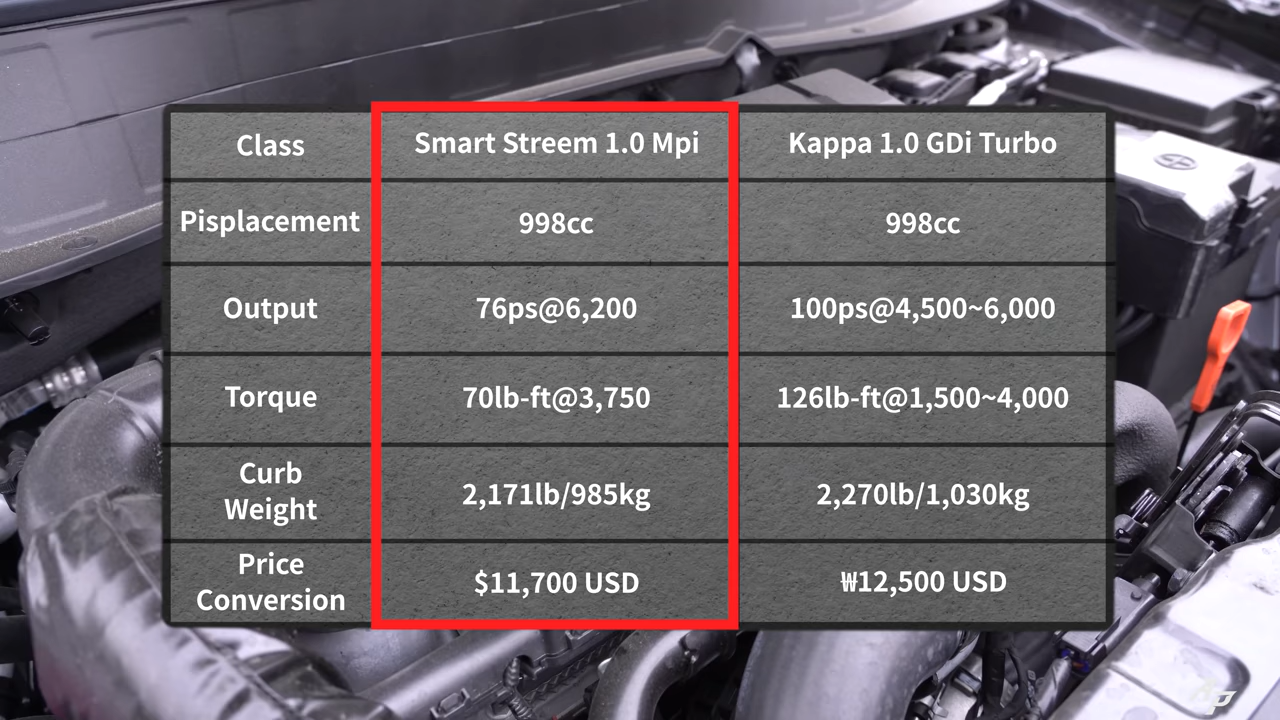 Class
Smart Streem 1.0 Mpi
Kappa 1.0 GDi Turbo
Pisplacement
998cc
998cc
Output
76ps@6,200
100ps@4,500~6,000
Torque
70lb-ft@3,750
126lb-ft@1,500~4,000
Curb
Weight
2,171lb/985kg
2,270lb/1,030kg
Price
Conversion
$11,700 USD
₩12,500 USD